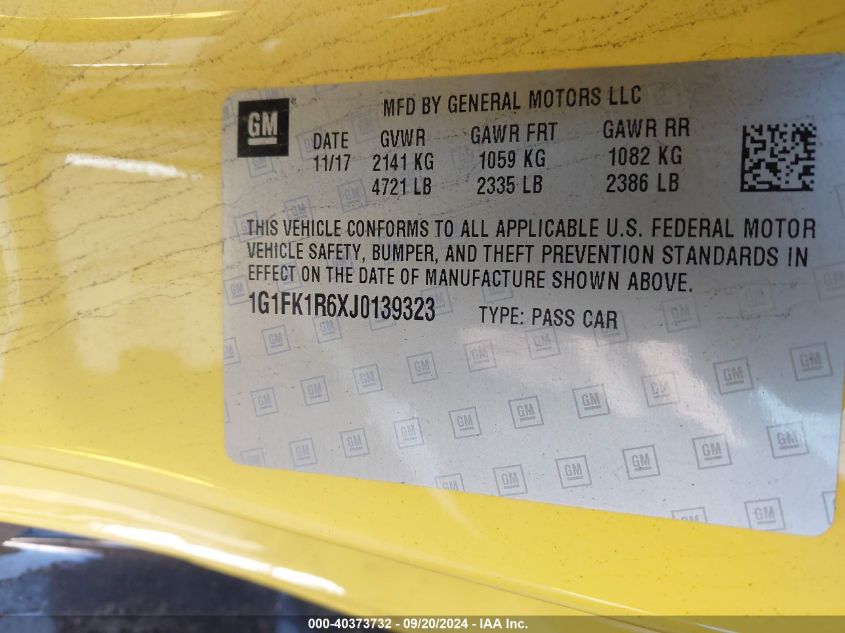 GM
MFD BY GENERAL MOTORS LLC
DATE GVWR GAWR FRT GAWR RR
11/17 2141 KG 1059 KG 1082 KG
4721 LB 2335 LB 2386 LB
THIS VEHICLE CONFORMS TO ALL APPLICABLE U.S. FEDERAL MOTOR
VEHICLE SAFETY, BUMPER, AND THEFT PREVENTION STANDARDS IN
EFFECT ON THE DATE OF MANUFACTURE SHOWN ABOVE.
1G1FK1R6XJ0139323 TYPE: PASS CAR
000-40373732 - 09/20/2024 - IAA Inc.